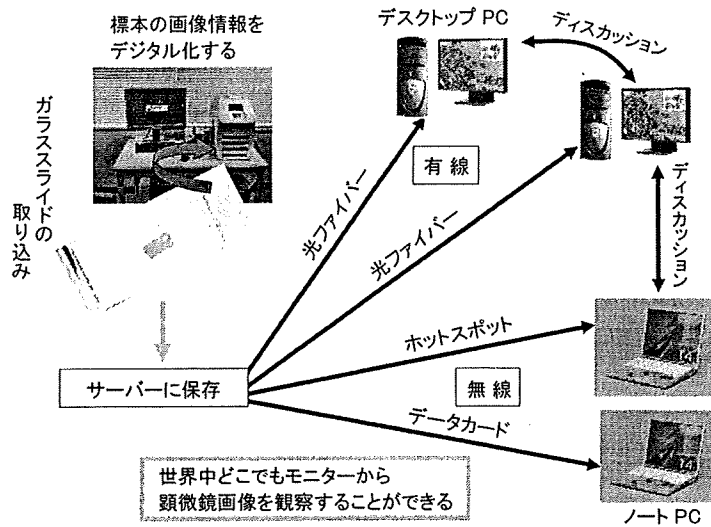 標本の画像情報を
デジタル化する
ガラススライドの
取り込み
サーバーに保存
デスクトップ PC
ディスカッション
ディスカッション
有 線
光ファイバー
光ファイバー
ホットスポット
無 線
データカード
ノート PC
世界中どこでもモニターから
顕微鏡画像を観察することができる